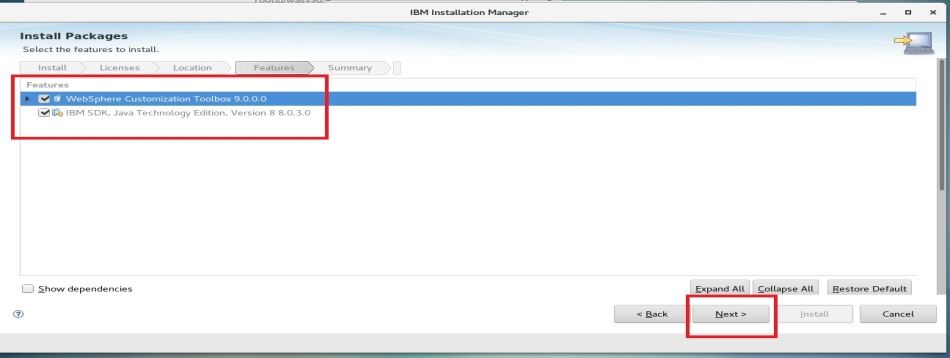 IBM Installation Manager
Install Packages
Select the features to install.
Install Licenses Location Features Summary
Features
WebSphere Customization Toolbox 9.0.0.0
IBM SDK, Java Technology Edition, Version 8 8.0.3.0
Show dependencies
Expand All Collapse All Restore Default
? < Back Next > Install Cancel